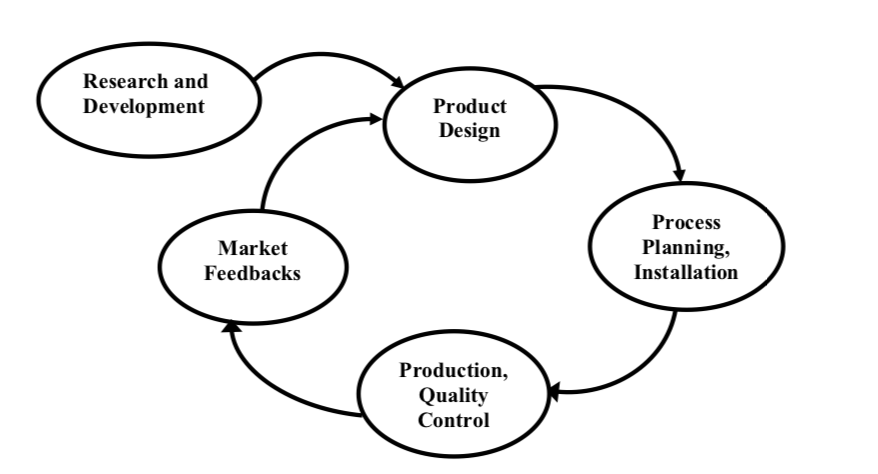 Research and
Development
Product
Design
Process
Planning,
Installation
Production,
Quality
Control
Market
Feedbacks